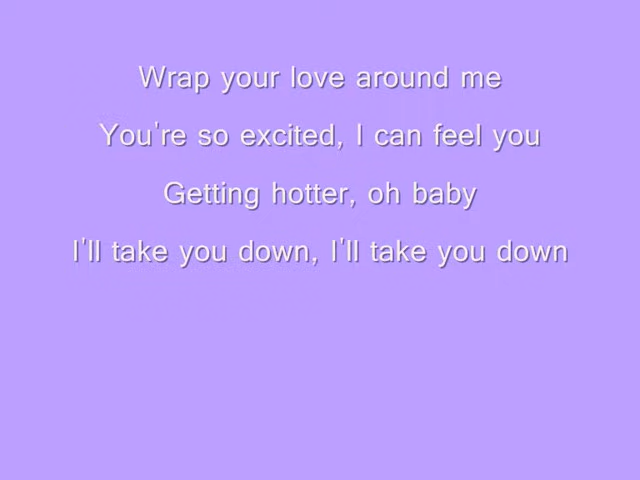 Wrap your love around me
You're so excited, I can feel you
Getting hotter, oh baby
I'll take you down, I'll take you down